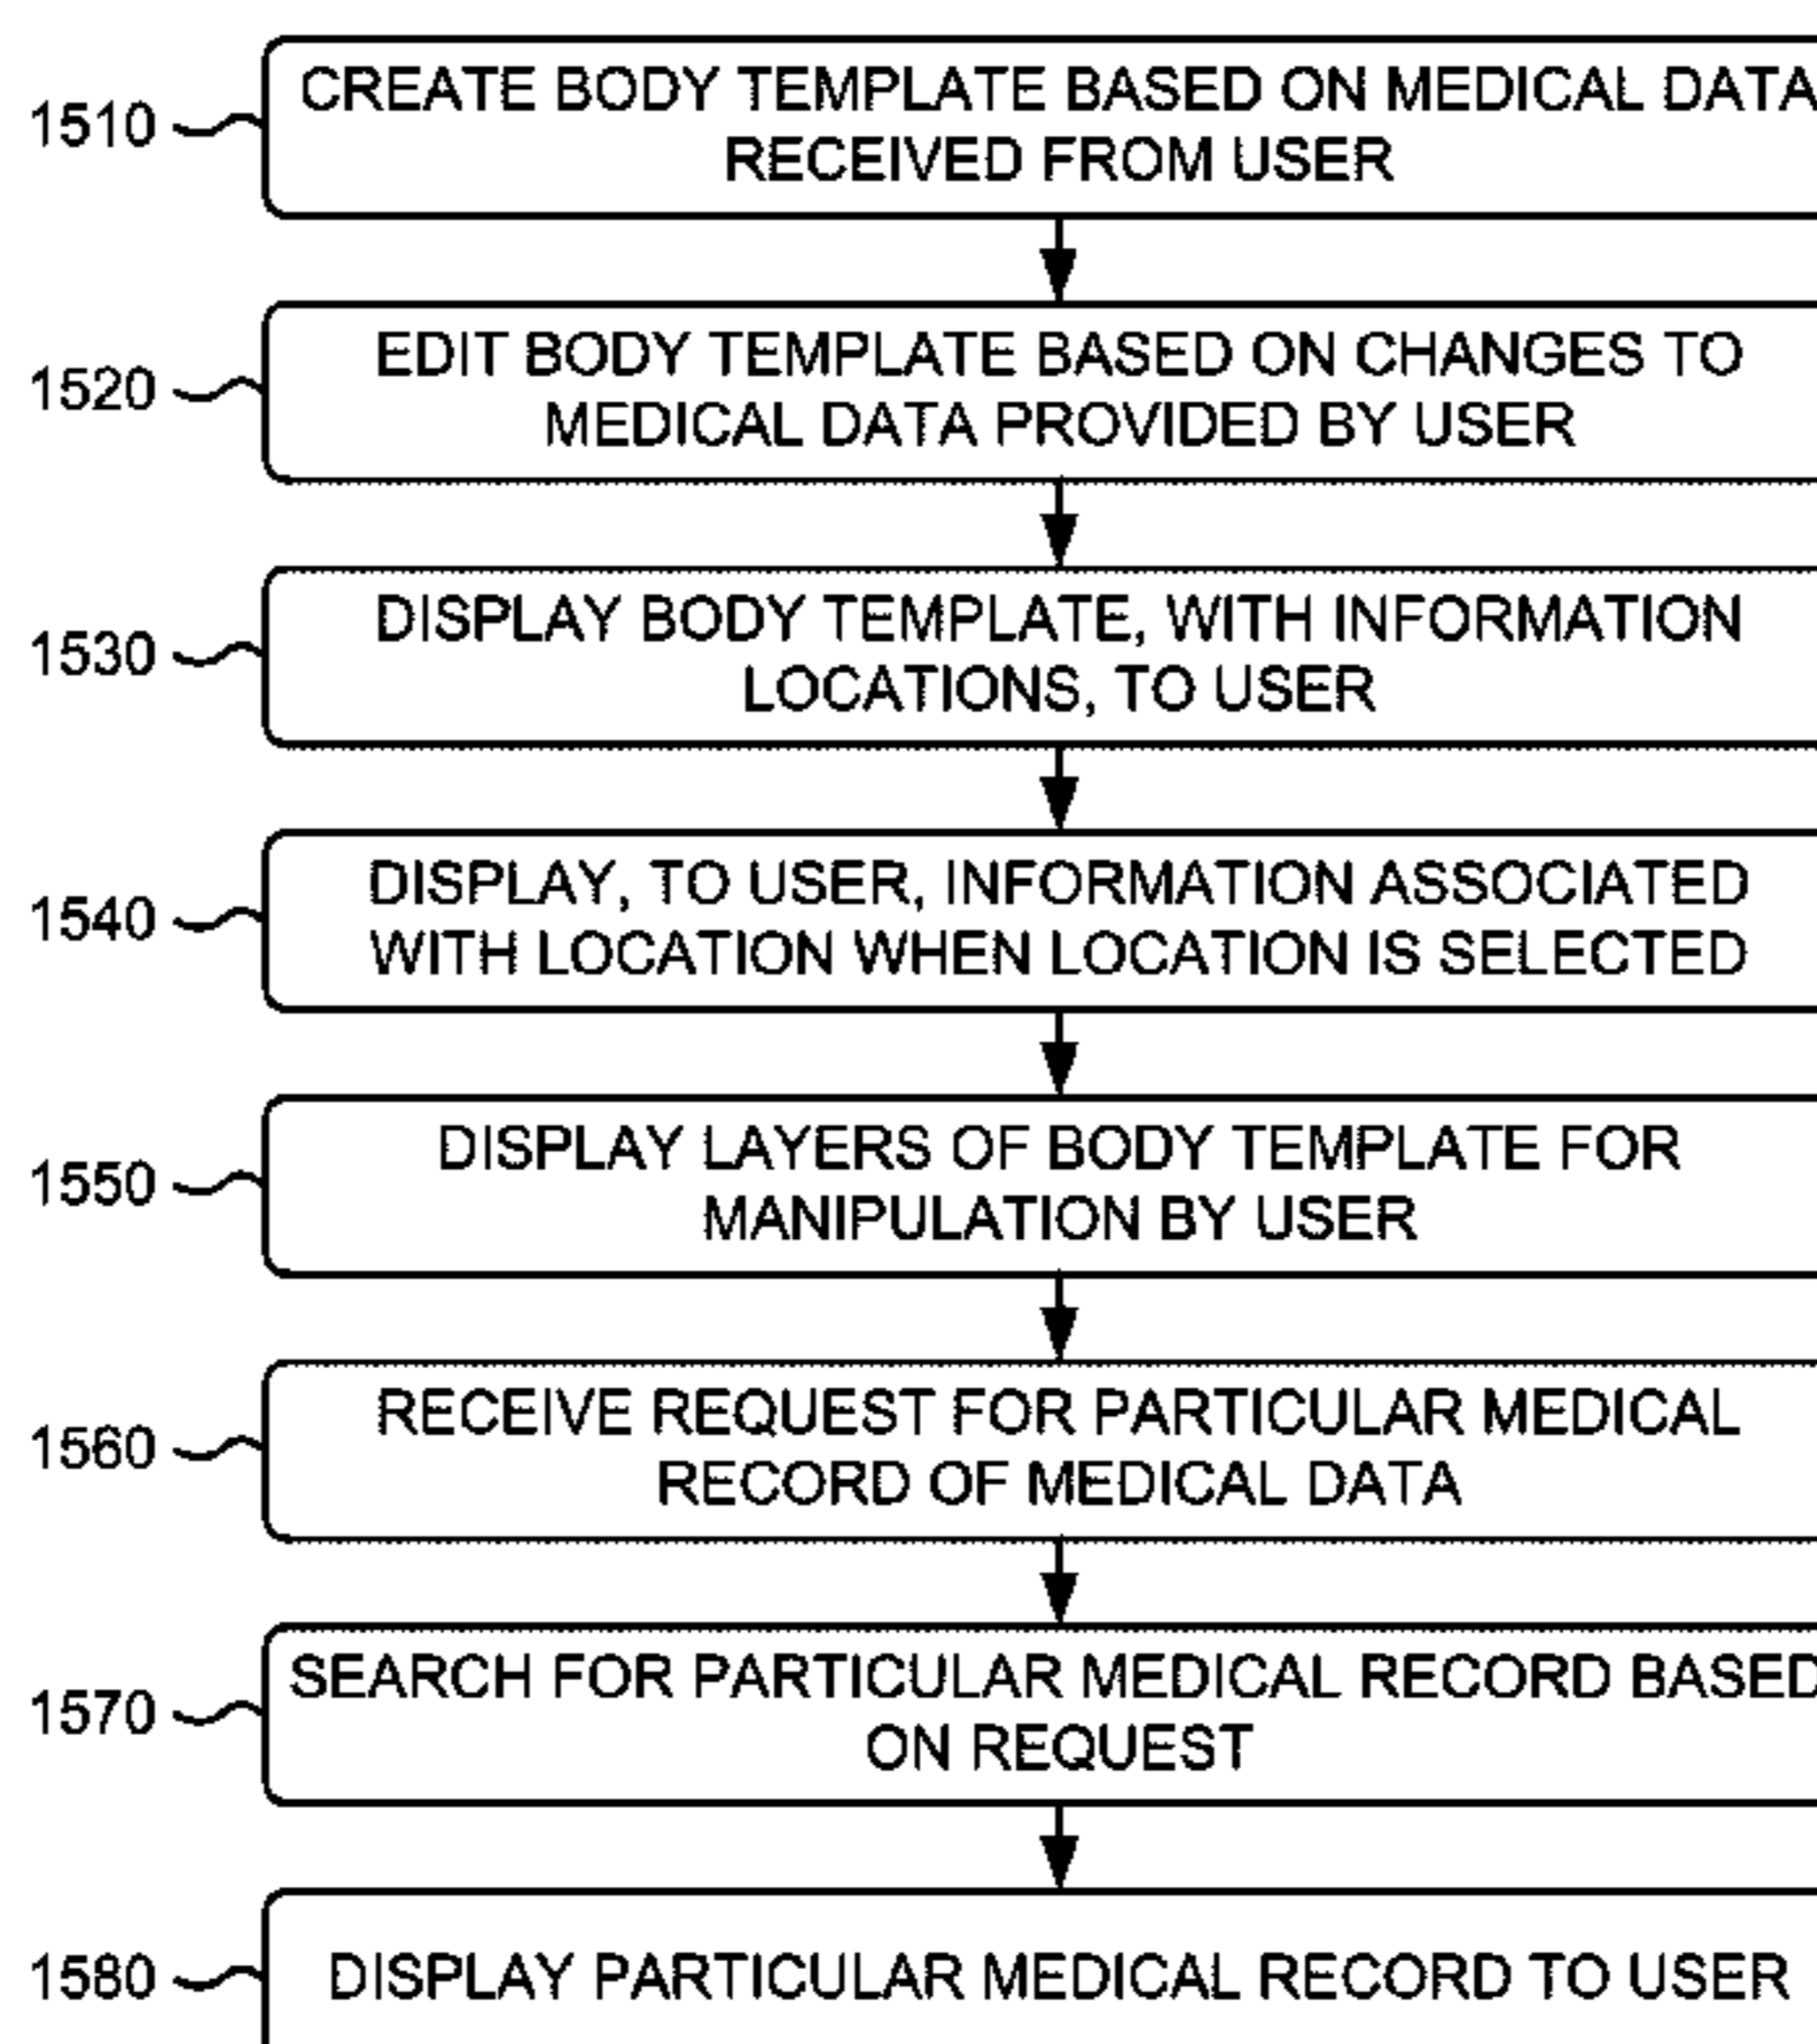 1510
CREATE BODY TEMPLATE BASED ON MEDICAL DATA
RECEIVED FROM USER
1520
EDIT BODY TEMPLATE BASED ON CHANGES TO
MEDICAL DATA PROVIDED BY USER
1530
DISPLAY BODY TEMPLATE, WITH INFORMATION
LOCATIONS, TO USER
1540
DISPLAY, TO USER, INFORMATION ASSOCIATED
WITH LOCATION WHEN LOCATION IS SELECTED
1550
DISPLAY LAYERS OF BODY TEMPLATE FOR
MANIPULATION BY USER
1560
RECEIVE REQUEST FOR PARTICULAR MEDICAL
RECORD OF MEDICAL DATA
1570
SEARCH FOR PARTICULAR MEDICAL RECORD BASED
ON REQUEST
1580
DISPLAY PARTICULAR MEDICAL RECORD TO USER